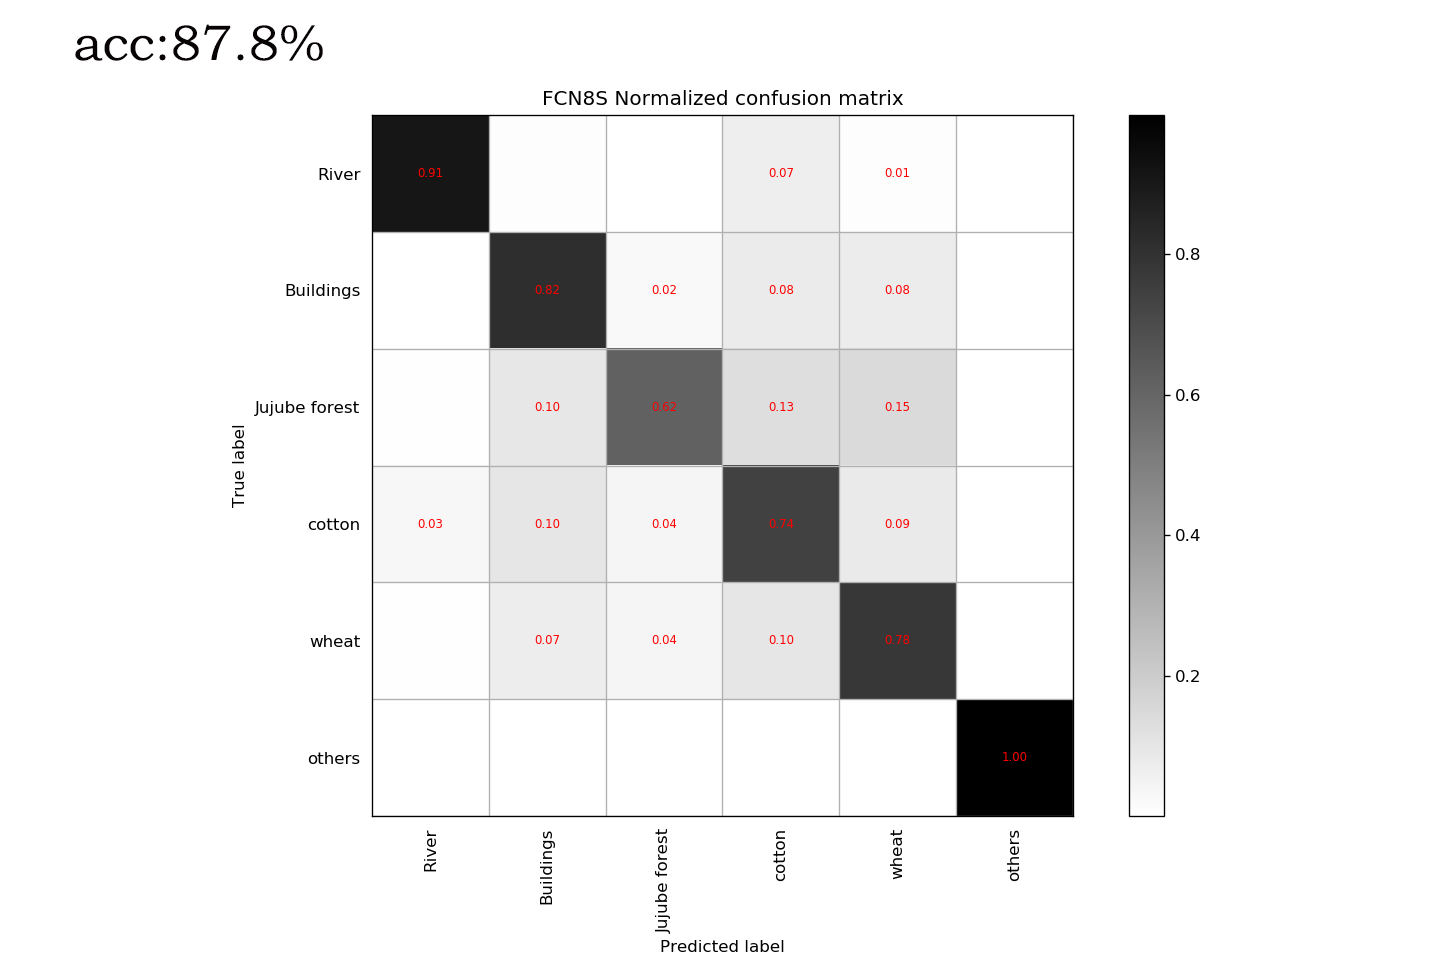 acc:87.8%
FCN8S Normalized confusion matrix
River 0.91 0.07 0.01
Buildings 0.82 0.02 0.08 0.08
Jujube forest 0.10 0.62 0.13 0.15
cotton 0.03 0.10 0.04 0.74 0.09
wheat 0.07 0.04 0.10 0.78
others 1.00
True label
River Buildings Jujube forest cotton wheat others
Predicted label
0.8
0.6
0.4
0.2